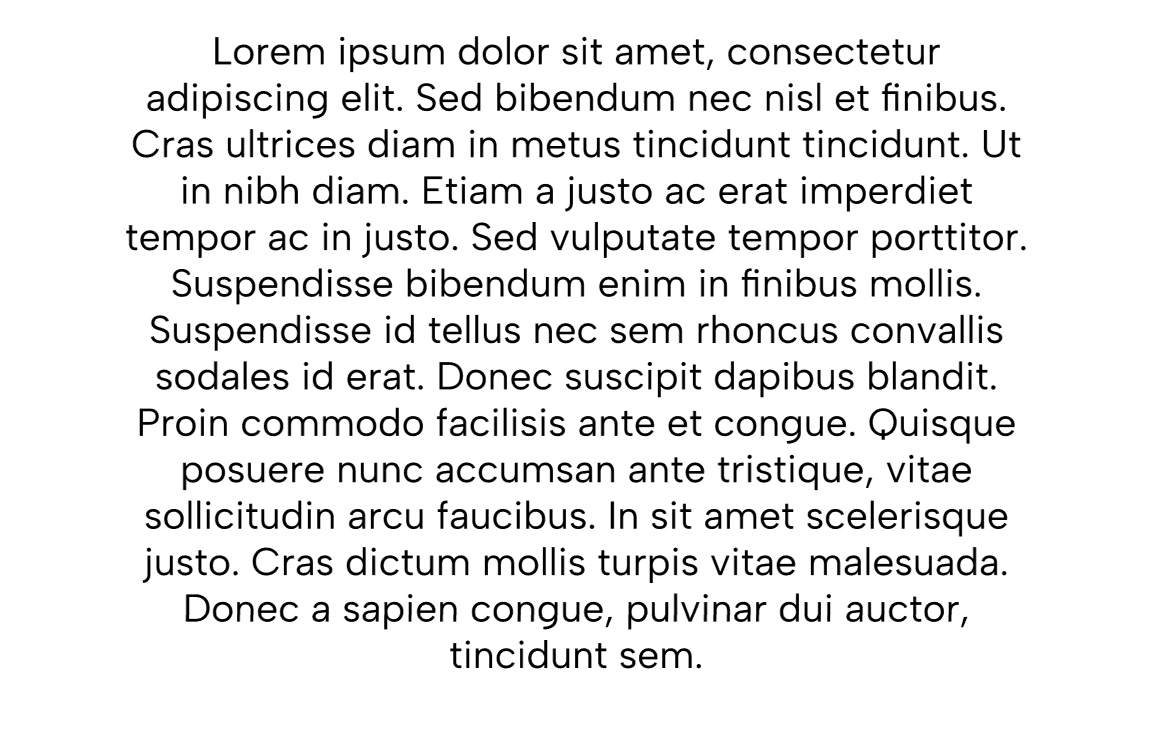 Lorem ipsum dolor sit amet, consectetur
adipiscing elit. Sed bibendum nec nisl et finibus.
Cras ultrices diam in metus tincidunt tincidunt. Ut
in nibh diam. Etiam a justo ac erat imperdiet
tempor ac in justo. Sed vulputate tempor porttitor.
Suspendisse bibendum enim in finibus mollis.
Suspendisse id tellus nec sem rhoncus convallis
sodales id erat. Donec suscipit dapibus blandit.
Proin commodo facilisis ante et congue. Quisque
posuere nunc accumsan ante tristique, vitae
sollicitudin arcu faucibus. In sit amet scelerisque
justo. Cras dictum mollis turpis vitae malesuada.
Donec a sapien congue, pulvinar dui auctor,
tincidunt sem.